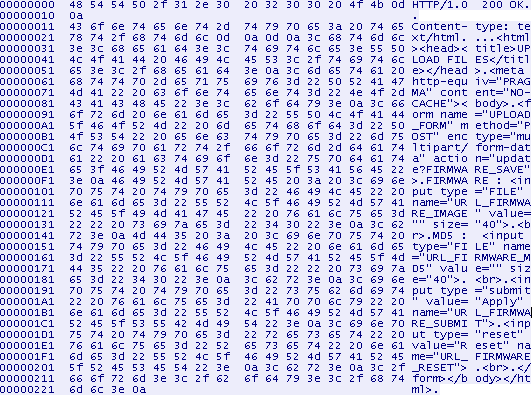 00000000 48 54 54 50 2f 31 2e 30 20 32 30 30 20 4f 4b 0d HTTP/1.0 200 OK.
00000010 0a .
00000011 43 6f 6e 74 65 6e 74 2d 74 79 70 65 3a 20 74 65 Content- type: te
00000021 78 74 2f 68 74 6d 6c 0d 0a 0d 0a 3c 68 74 6d 6c xt/html. ...<html
00000031 3e 3c 68 65 61 64 3e 3c 74 69 74 6c 65 3e 55 50 ><head>< title>UP
00000041 4c 4f 41 44 20 46 49 4c 45 53 3c 2f 74 69 74 6c LOAD FIL ES</titl
00000051 65 3e 3c 2f 68 65 61 64 3e 0a 3c 6d 65 74 61 20 e></head >.<meta
00000061 68 74 74 70 2d 65 71 75 69 76 3d 22 50 52 41 47 http-equ iv="PRAG
00000071 4d 41 22 20 63 6f 6e 74 65 6e 74 3d 22 4e 4f 2d MA" cont ent="NO-
00000081 43 41 43 48 45 22 3e 3c 62 6f 64 79 3e 0a 3c 66 CACHE">< body>.<f
00000091 6f 72 6d 20 6e 61 6d 65 3d 22 55 50 4c 4f 41 44 orm name ="UPLOAD
000000A1 5f 46 4f 52 4d 22 20 6d 65 74 68 6f 64 3d 22 50 _FORM" m ethod="P
000000B1 4f 53 54 22 20 65 6e 63 74 79 70 65 3d 22 6d 75 OST" enc type="mu
000000C1 6c 74 69 70 61 72 74 2f 66 6f 72 6d 2d 64 61 74 ltipart/ form-dat
000000D1 61 22 20 61 63 74 69 6f 6e 3d 22 75 70 64 61 74 a" actio n="updat
000000E1 65 3f 46 49 52 4d 57 41 52 45 5f 53 41 56 45 22 e?FIRMWA RE_SAVE"
000000F1 3e 0a 46 49 52 4d 57 41 52 45 20 3a 20 3c 69 6e >.FIRMWA RE : <in
00000101 70 75 74 20 74 79 70 65 3d 22 46 49 4c 45 22 20 put type ="FILE"
00000111 6e 61 6d 65 3d 22 55 52 4c 5f 46 49 52 4d 57 41 name="UR L_FIRMWA
00000121 52 45 5f 49 4d 41 47 45 22 20 76 61 6c 75 65 3d RE_IMAGE " value=
00000131 22 22 20 73 69 7a 65 3d 22 34 30 22 3e 0a 3c 62 "" size= "40">.<b
00000141 72 3e 0a 4d 44 35 20 3a 20 3c 69 6e 70 75 74 20 r>.MD5 : <input
00000151 74 79 70 65 3d 22 46 49 4c 45 22 20 6e 61 6d 65 type="FI LE" name
00000161 3d 22 55 52 4c 5f 46 49 52 4d 57 41 52 45 5f 4d ="URL_FI RMWARE_M
00000171 44 35 22 20 76 61 6c 75 65 3d 22 22 20 73 69 7a D5" valu e="" siz
00000181 65 3d 22 34 30 22 3e 0a 3c 62 72 3e 0a 3c 69 6e e="40">. <br>.<in
00000191 70 75 74 20 74 79 70 65 3d 22 73 75 62 6d 69 74 put type ="submit
000001A1 22 20 76 61 6c 75 65 3d 22 41 70 70 6c 79 22 20 " value= "Apply"
000001B1 6e 61 6d 65 3d 22 55 52 4c 5f 46 49 52 4d 57 41 name="UR L_FIRMWA
000001C1 52 45 5f 53 55 42 4d 49 54 22 3e 0a 3c 69 6e 70 RE_SUBMI T">.<inp
000001D1 75 74 20 74 79 70 65 3d 22 72 65 73 65 74 22 20 ut type= "reset"
000001E1 76 61 6c 75 65 3d 22 52 65 73 65 74 22 20 6e 61 value="R eset" na
000001F1 6d 65 3d 22 55 52 4c 5f 46 49 52 4d 57 41 52 45 me="URL_ FIRMWARE
00000201 5f 52 45 53 45 54 22 3e 0a 3c 62 72 3e 0a 3c 2f _RESET"> .<br>.</
00000211 66 6f 72 6d 3e 3c 2f 62 6f 64 79 3e 3c 2f 68 74 form></b ody></ht
00000221 6d 6c 3e 0a ml>.